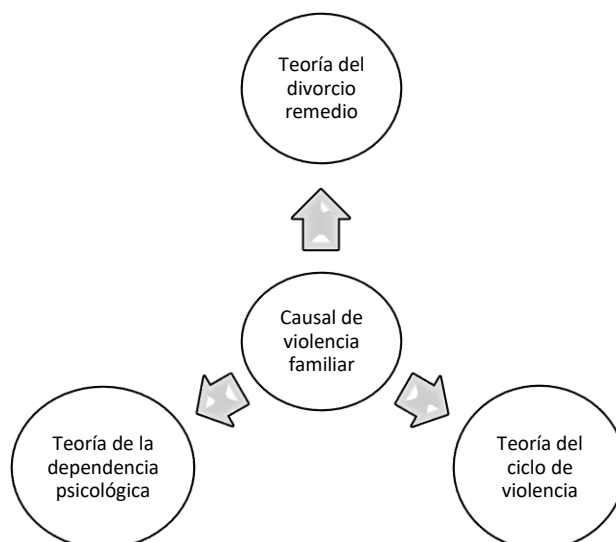 Teoría del
divorcio
remedio
Causal de
violencia
familiar
Teoría de la
dependencia
psicológica
Teoría del
ciclo de
violencia